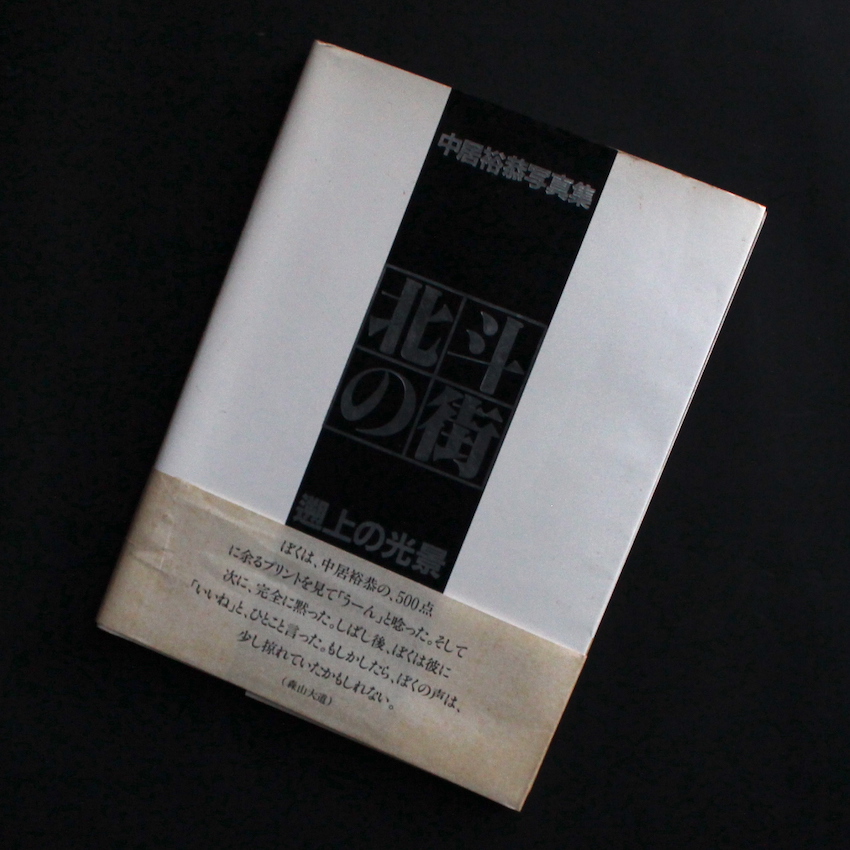 中居裕恭写真集
北斗
の街
遡上の光景
ぼくは、中居裕恭の、500点
に余るプリントを見て「うーん」と唸った。そして
次に、完全に黙った。しばし後、ぼくは彼に
「いいね」と、ひとこと言った。もしかしたら、ぼくの声は、
少し掠れていたかもしれない。
(森山大道)